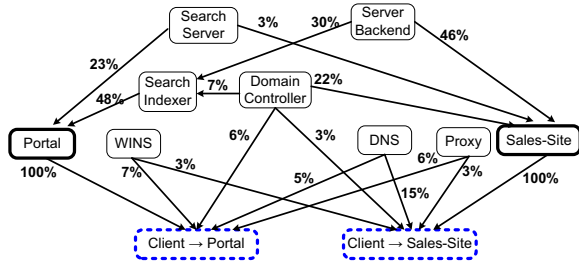 Search
Server
3%
30%
Server
Backend
46%
23%
Search
Indexer
7%
Domain
Controller
22%
48%
Portal
WINS
6%
3%
DNS
Proxy
Sales-Site
100%
7%
3%
5%
15%
6%
3%
100%
Client → Portal
Client → Sales-Site